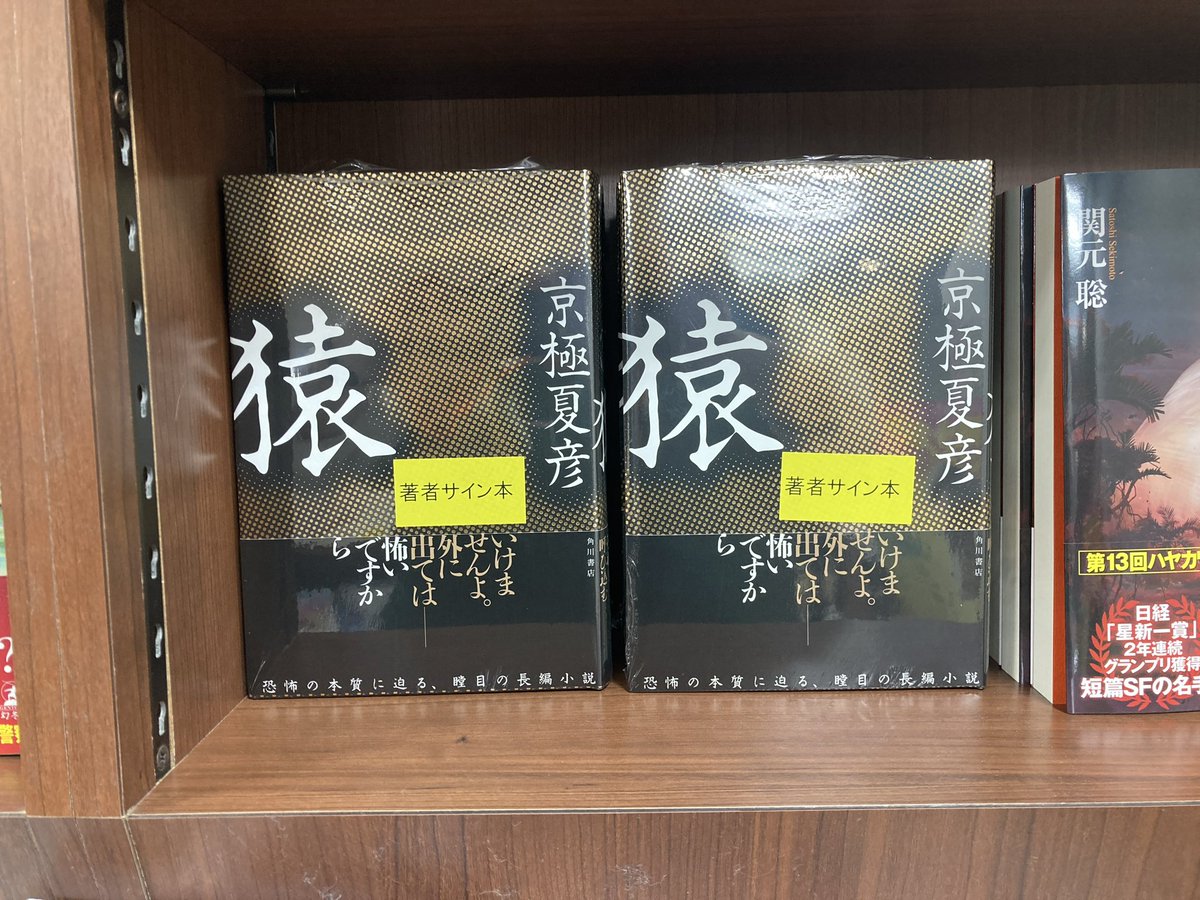 猿
京極夏彦
著者サイン本
いけま
せんよ。
外に
出ては
――
怖い
ですか
ら
角川書店
恐怖の本質に迫る、瞠目の長編小説
猿
京極夏彦
著者サイン本
いけま
せんよ。
外に
出ては
――
怖い
ですか
ら
角川書店
恐怖の本質に迫る、瞠目の長編小説
関元 聡
Satoshi Sekimoto
第13回ハヤカ
日経
「星新一賞」
2年連続
グランプリ獲得
短篇SFの名手
?